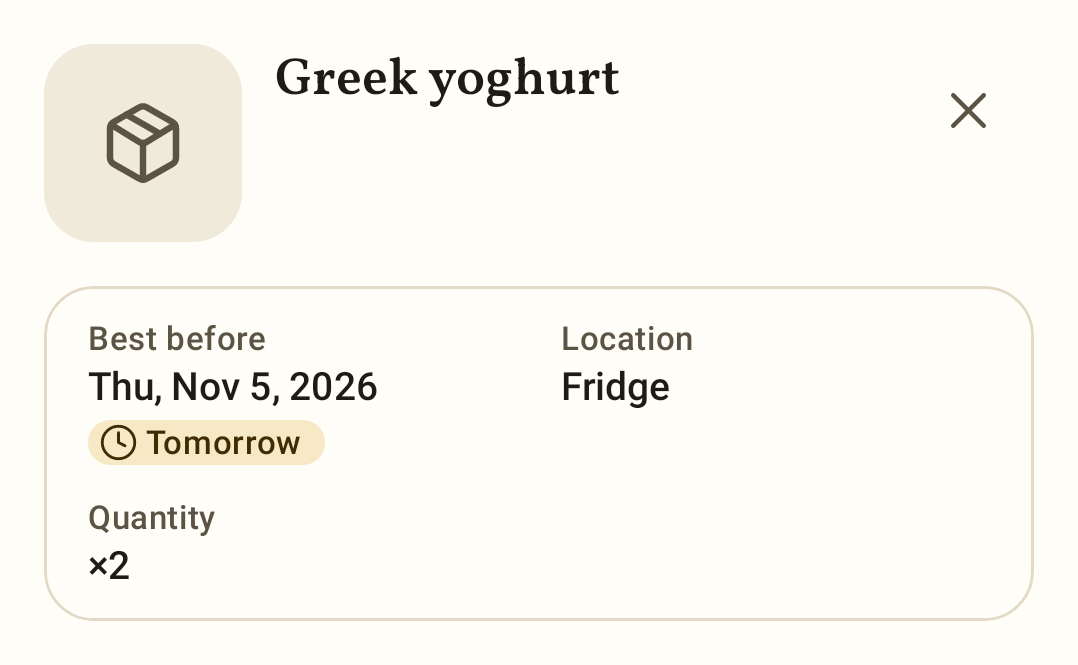 Greek yoghurt
Best before
Thu, Nov 5, 2026
Tomorrow
Location
Fridge
Quantity
×2